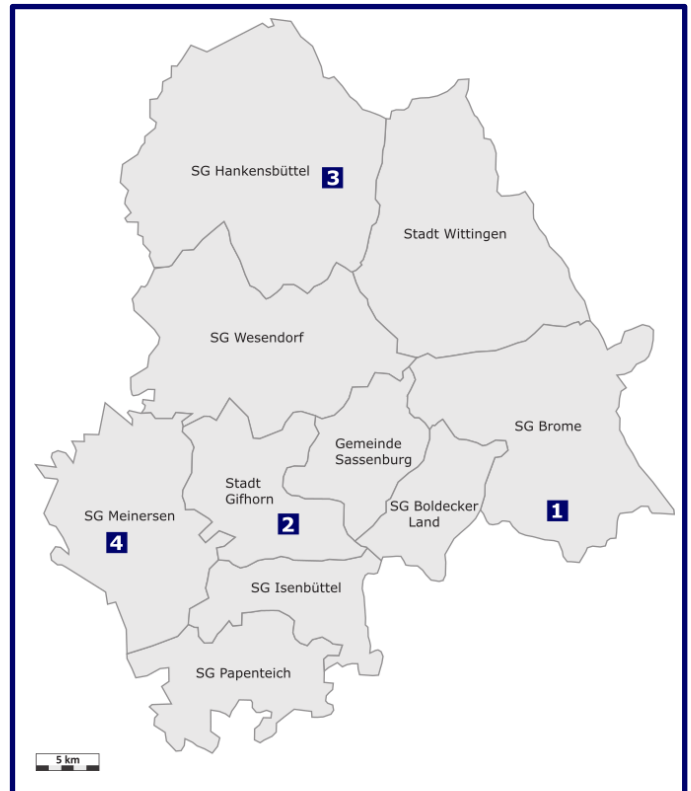 SG Hankensbüttel
3
Stadt Wittingen
SG Wesendorf
SG Brome
Gemeinde
Sassenburg
Stadt
Gifhorn
SG Meinersen
SG Boldecker
Land
1
2
4
SG Isenbüttel
SG Papenteich
5 km